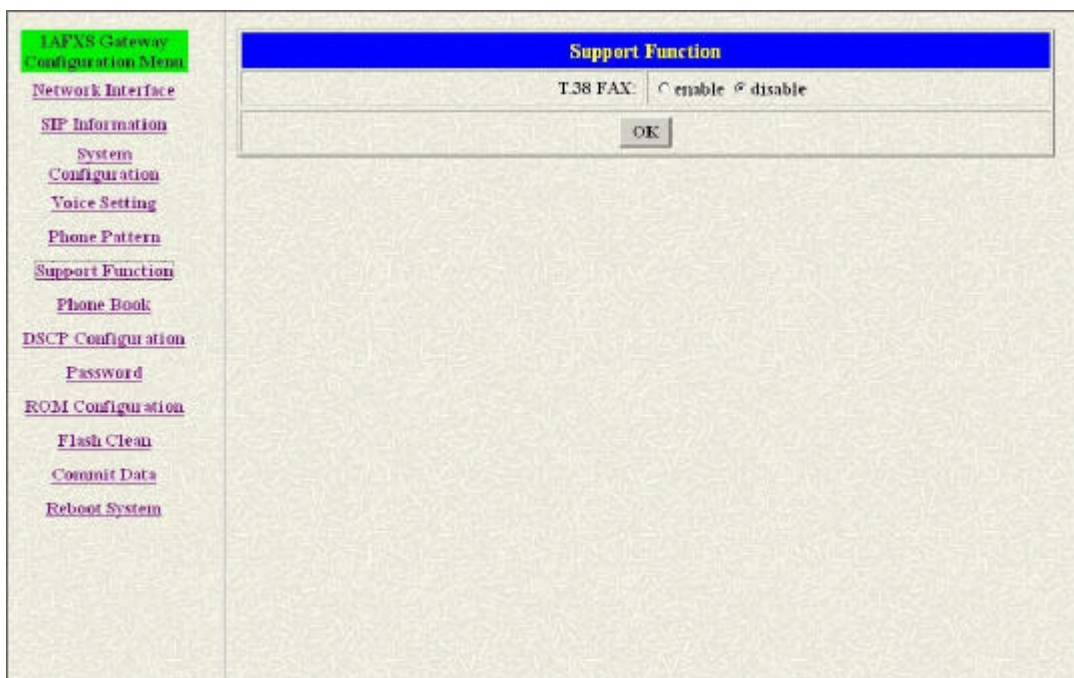 1AFXS Gateway
Configuration Menu
Network Interface
SIP Information
System
Configuration
Voice Setting
Phone Pattern
Support Function
Phone Book
DSCP Configuration
Password
ROM Configuration
Flash Clean
Commit Data
Reboot System
Support Function
T.38 FAX: enable disable
OK